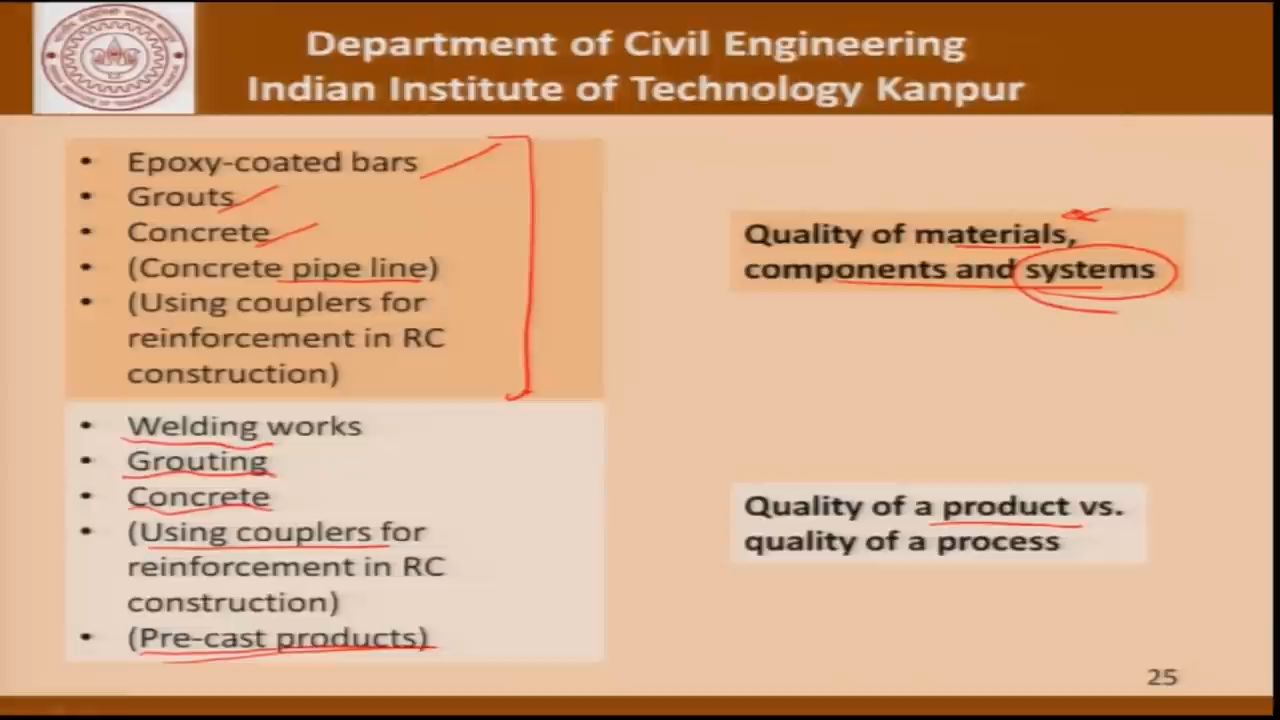 Department of Civil Engineering
Indian Institute of Technology Kanpur
• Epoxy-coated bars
• Grouts
• Concrete
• (Concrete pipe line)
• (Using couplers for
reinforcement in RC
construction)
Quality of materials,
components and systems
• Welding works
• Grouting
• Concrete
• (Using couplers for
reinforcement in RC
construction)
• (Pre-cast products)
Quality of a product vs.
quality of a process
25